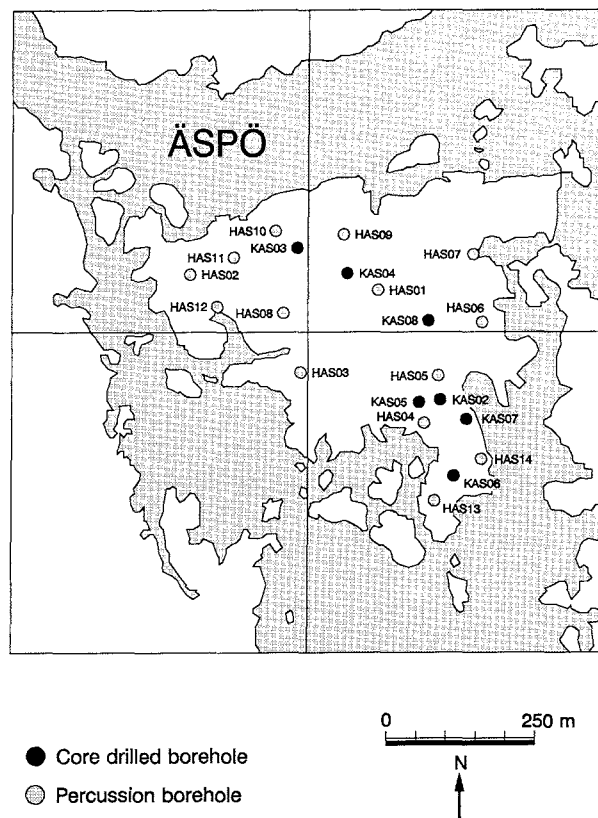 ÄSPÖ
HAS10
HAS09
KAS03
HAS07
HAS11
HAS02
KAS04
HAS01
HAS12
HAS08
HAS06
KAS08
HAS03
HAS05
KAS05
KAS02
HAS04
KAS07
HAS14
KAS06
HAS13
0 250 m
Core drilled borehole
N
Percussion borehole